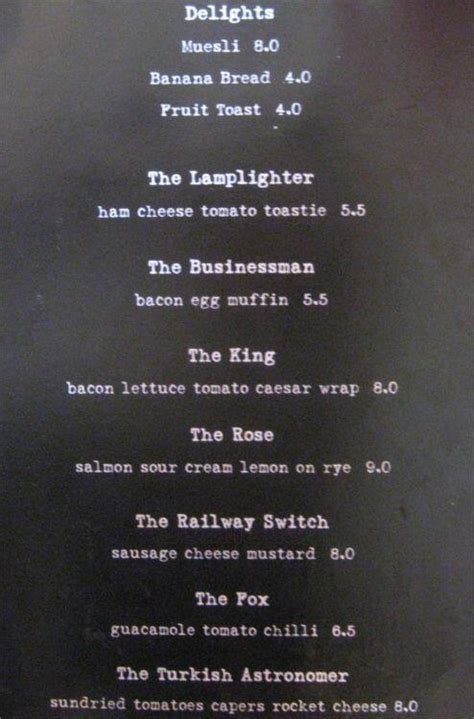 Delights
Muesli 8.0
Banana Bread 4.0
Fruit Toast 4.0
The Lamplighter
ham cheese tomato toastie 5.5
The Businessman
bacon egg muffin 5.5
The King
bacon lettuce tomato caesar wrap 8.0
The Rose
salmon sour cream lemon on rye 9.0
The Railway Switch
sausage cheese mustard 8.0
The Fox
guacamole tomato chilli 6.5
The Turkish Astronomer
sundried tomatoes capers rocket cheese 8.0